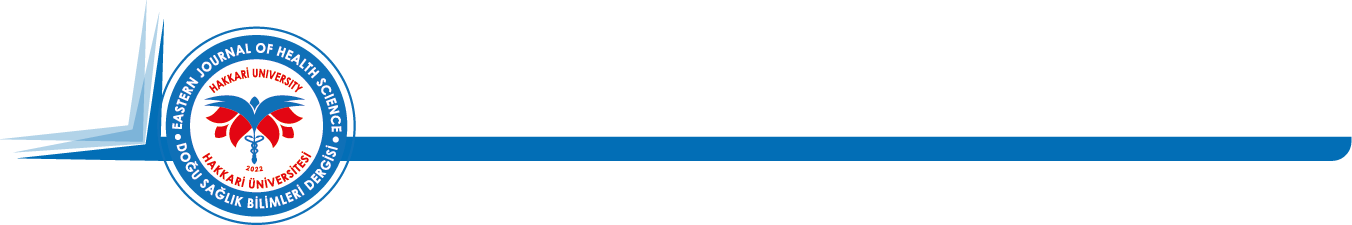 EASTERN JOURNAL OF HEALTH SCIENCE
HAKKARİ UNIVERSITY
2022
HAKKARİ ÜNİVERSİTESİ
DOĞU SAĞLIK BİLİMLERİ DERGİSİ